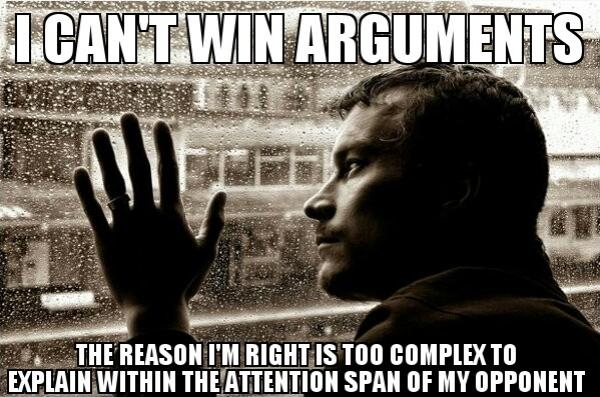 I CAN'T WIN ARGUMENTS
THE REASON I'M RIGHT IS TOO COMPLEX TO
EXPLAIN WITHIN THE ATTENTION SPAN OF MY OPPONENT